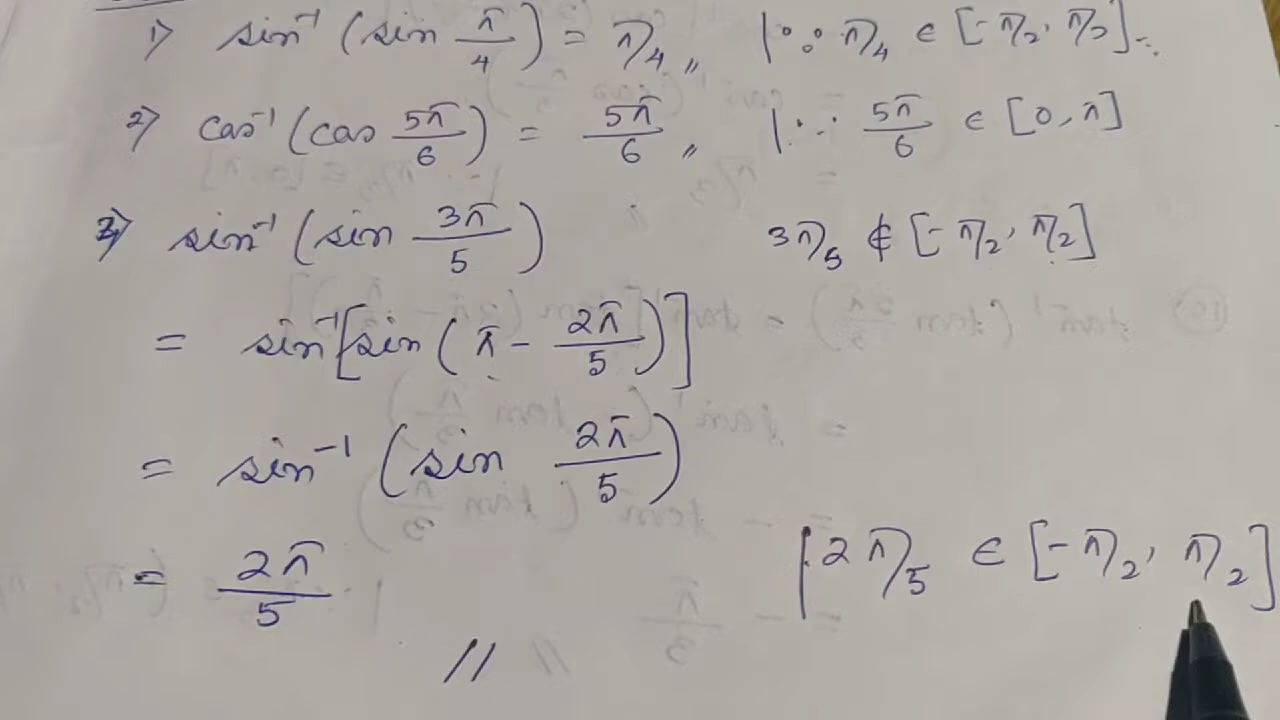 1) sin⁻¹ (sin π/4) = π/4 ,, | ∵ π/4 ∈ [-π/2, π/2].
2) cos⁻¹ (cos 5π/6) = 5π/6 ,, | ∵ 5π/6 ∈ [0, π]
3) sin⁻¹ (sin 3π/5) 3π/5 ∉ [-π/2, π/2]
= sin⁻¹ [sin (π - 2π/5)]
= sin⁻¹ (sin 2π/5)
= 2π/5 // | 2π/5 ∈ [-π/2, π/2]